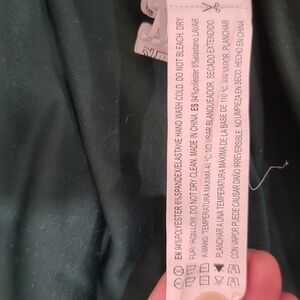 EN 94%POLYESTER 6%SPANDEX/ELASTANE HAND WASH COLD. DO NOT BLEACH. DRY
FLAT. IRON LOW. DO NOT DRY CLEAN. MADE IN CHINA. ES 94%poliéster 6%elastano LAVAR
A MANO. TEMPERATURA MÁXIMA 40 °C. NO USAR BLANQUEADOR. SECADO EXTENDIDO.
PLANCHAR A UNA TEMPERATURA MÁXIMA DE LA BASE DE 110 °C, SIN VAPOR. PLANCHAR
CON VAPOR PUEDE CAUSAR DAÑO IRREVERSIBLE. NO LIMPIEZA EN SECO. HECHO EN CHINA